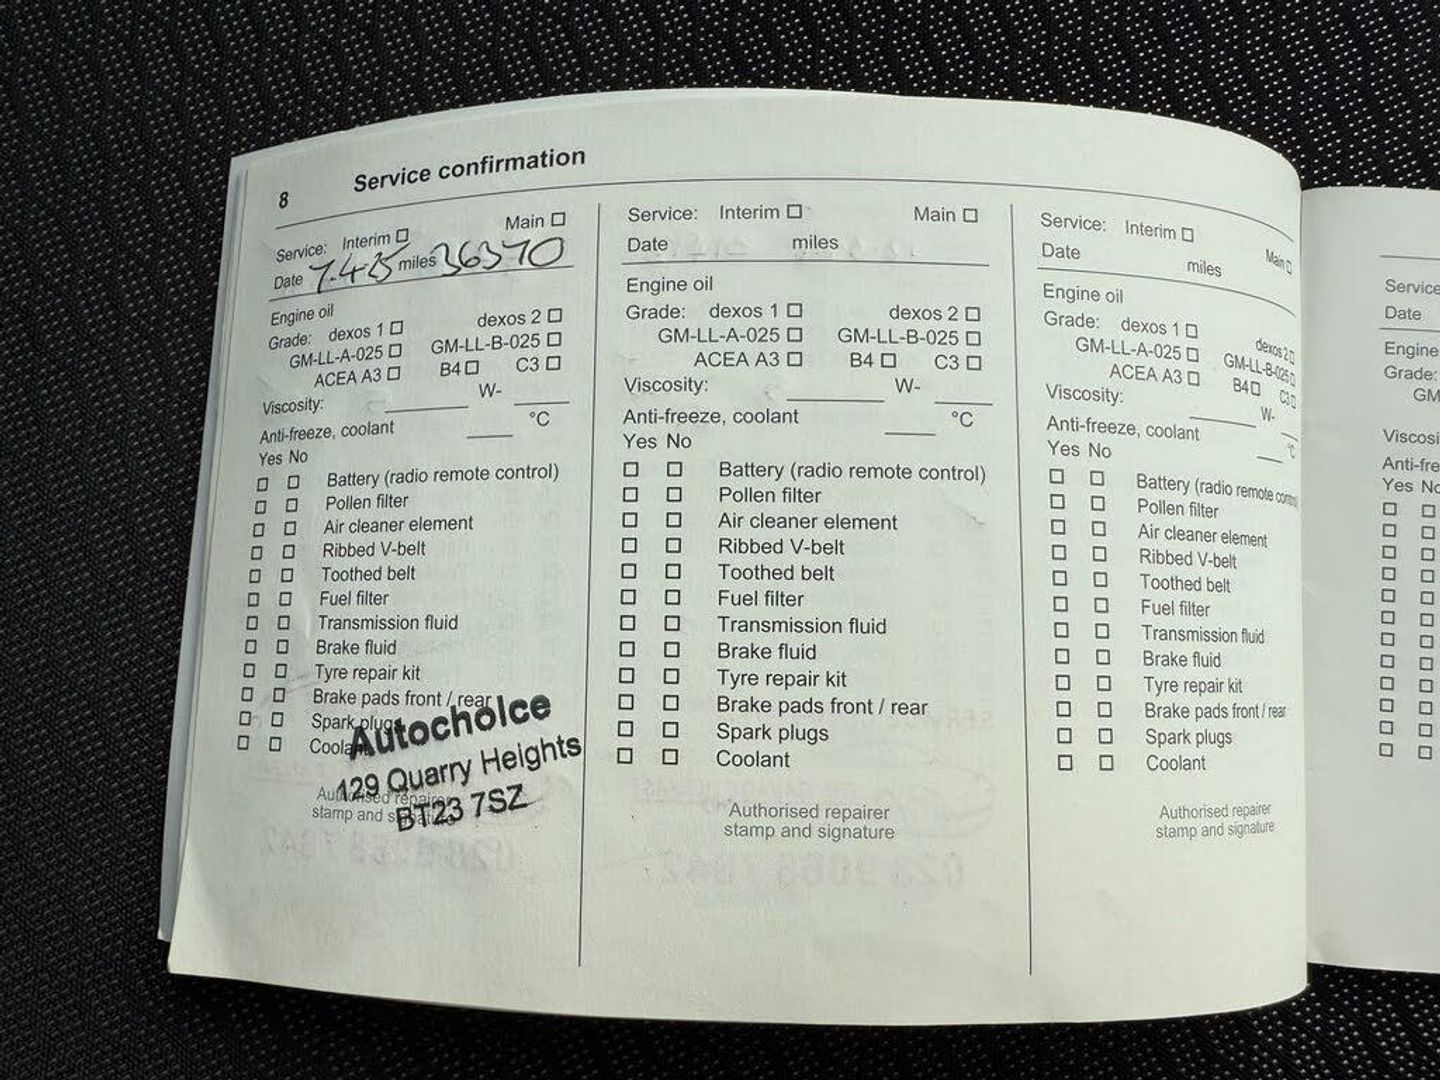 8 Service confirmation
Service: Interim Main
Date 7.4.25 miles 36370
Engine oil
Grade: dexos 1 dexos 2
GM-LL-A-025 GM-LL-B-025
ACEA A3 B4 C3
Viscosity: W-
Anti-freeze, coolant °C
Yes No
Battery (radio remote control)
Pollen filter
Air cleaner element
Ribbed V-belt
Toothed belt
Fuel filter
Transmission fluid
Brake fluid
Tyre repair kit
Brake pads front / rear
Spark plugs
Coolant
Autochoice
129 Quarry Heights
BT23 7SZ
Authorised repairer
stamp and signature
Service: Interim Main
Date miles
Engine oil
Grade: dexos 1 dexos 2
GM-LL-A-025 GM-LL-B-025
ACEA A3 B4 C3
Viscosity: W-
Anti-freeze, coolant °C
Yes No
Battery (radio remote control)
Pollen filter
Air cleaner element
Ribbed V-belt
Toothed belt
Fuel filter
Transmission fluid
Brake fluid
Tyre repair kit
Brake pads front / rear
Spark plugs
Coolant
Authorised repairer
stamp and signature
Service: Interim Main
Date miles
Engine oil
Grade: dexos 1 dexos 2
GM-LL-A-025 GM-LL-B-025
ACEA A3 B4 C3
Viscosity: W-
Anti-freeze, coolant °C
Yes No
Battery (radio remote control)
Pollen filter
Air cleaner element
Ribbed V-belt
Toothed belt
Fuel filter
Transmission fluid
Brake fluid
Tyre repair kit
Brake pads front / rear
Spark plugs
Coolant
Authorised repairer
stamp and signature
Service
Date
Engine
Grade:
GM
Viscosi
Anti-fre
Yes No